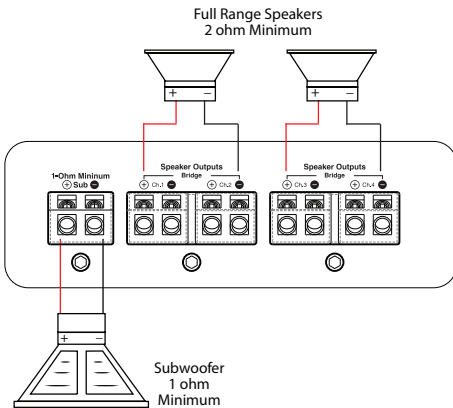 Full Range Speakers
2 ohm Minimum
+ −
+ −
1-Ohm Mininum
⊕ Sub ⊖
Speaker Outputs
Bridge
⊕ Ch.1 ⊖ ⊕ Ch.2 ⊖
Speaker Outputs
Bridge
⊕ Ch.3 ⊖ ⊕ Ch.4 ⊖
+ −
Subwoofer
1 ohm
Minimum